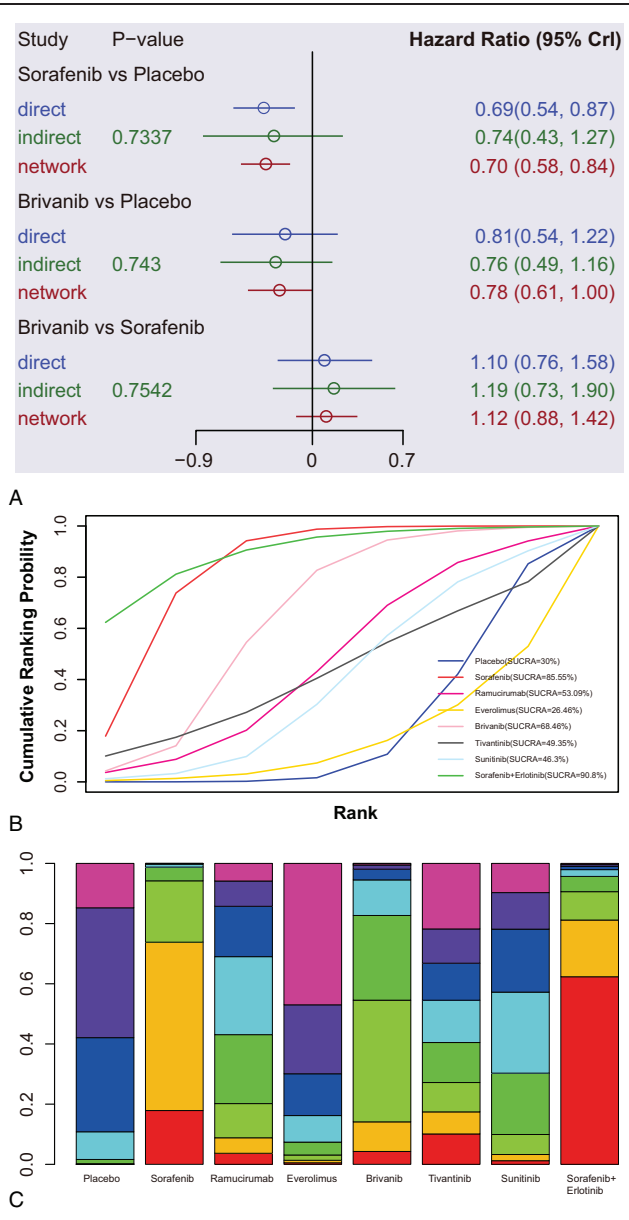 Study P-value Hazard Ratio (95% CrI)
Sorafenib vs Placebo
direct 0.69(0.54, 0.87)
indirect 0.7337 0.74(0.43, 1.27)
network 0.70 (0.58, 0.84)
Brivanib vs Placebo
direct 0.81(0.54, 1.22)
indirect 0.743 0.76 (0.49, 1.16)
network 0.78 (0.61, 1.00)
Brivanib vs Sorafenib
direct 1.10 (0.76, 1.58)
indirect 0.7542 1.19 (0.73, 1.90)
network 1.12 (0.88, 1.42)
−0.9 0 0.7
A
Cumulative Ranking Probility
1.0
0.8
0.6
0.4
0.2
0.0
Placebo(SUCRA=30%)
Sorafenib(SUCRA=85.55%)
Ramucirumab(SUCRA=53.09%)
Everolimus(SUCRA=26.46%)
Brivanib(SUCRA=68.46%)
Tivantinib(SUCRA=49.35%)
Sunitinib(SUCRA=46.3%)
Sorafenib+Erlotinib(SUCRA=90.8%)
Rank
B
1.0
0.8
0.6
0.4
0.2
0.0
Placebo Sorafenib Ramucirumab Everolimus Brivanib Tivantinib Sunitinib Sorafenib+
Erlotinib
C